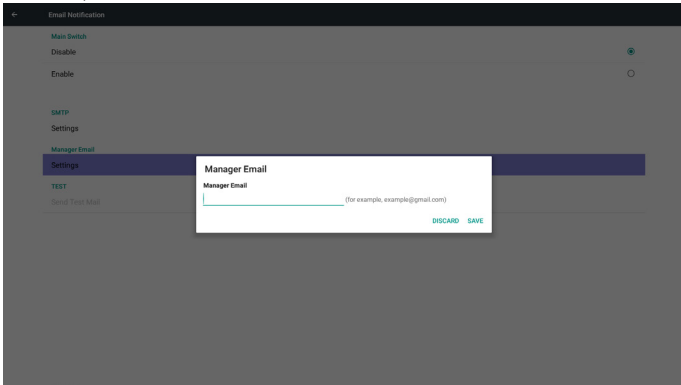 Email Notification
Main Switch
Disable
Enable
SMTP
Settings
Manager Email
Settings
TEST
Send Test Mail
Manager Email
Manager Email
(for example, example@gmail.com)
DISCARD SAVE